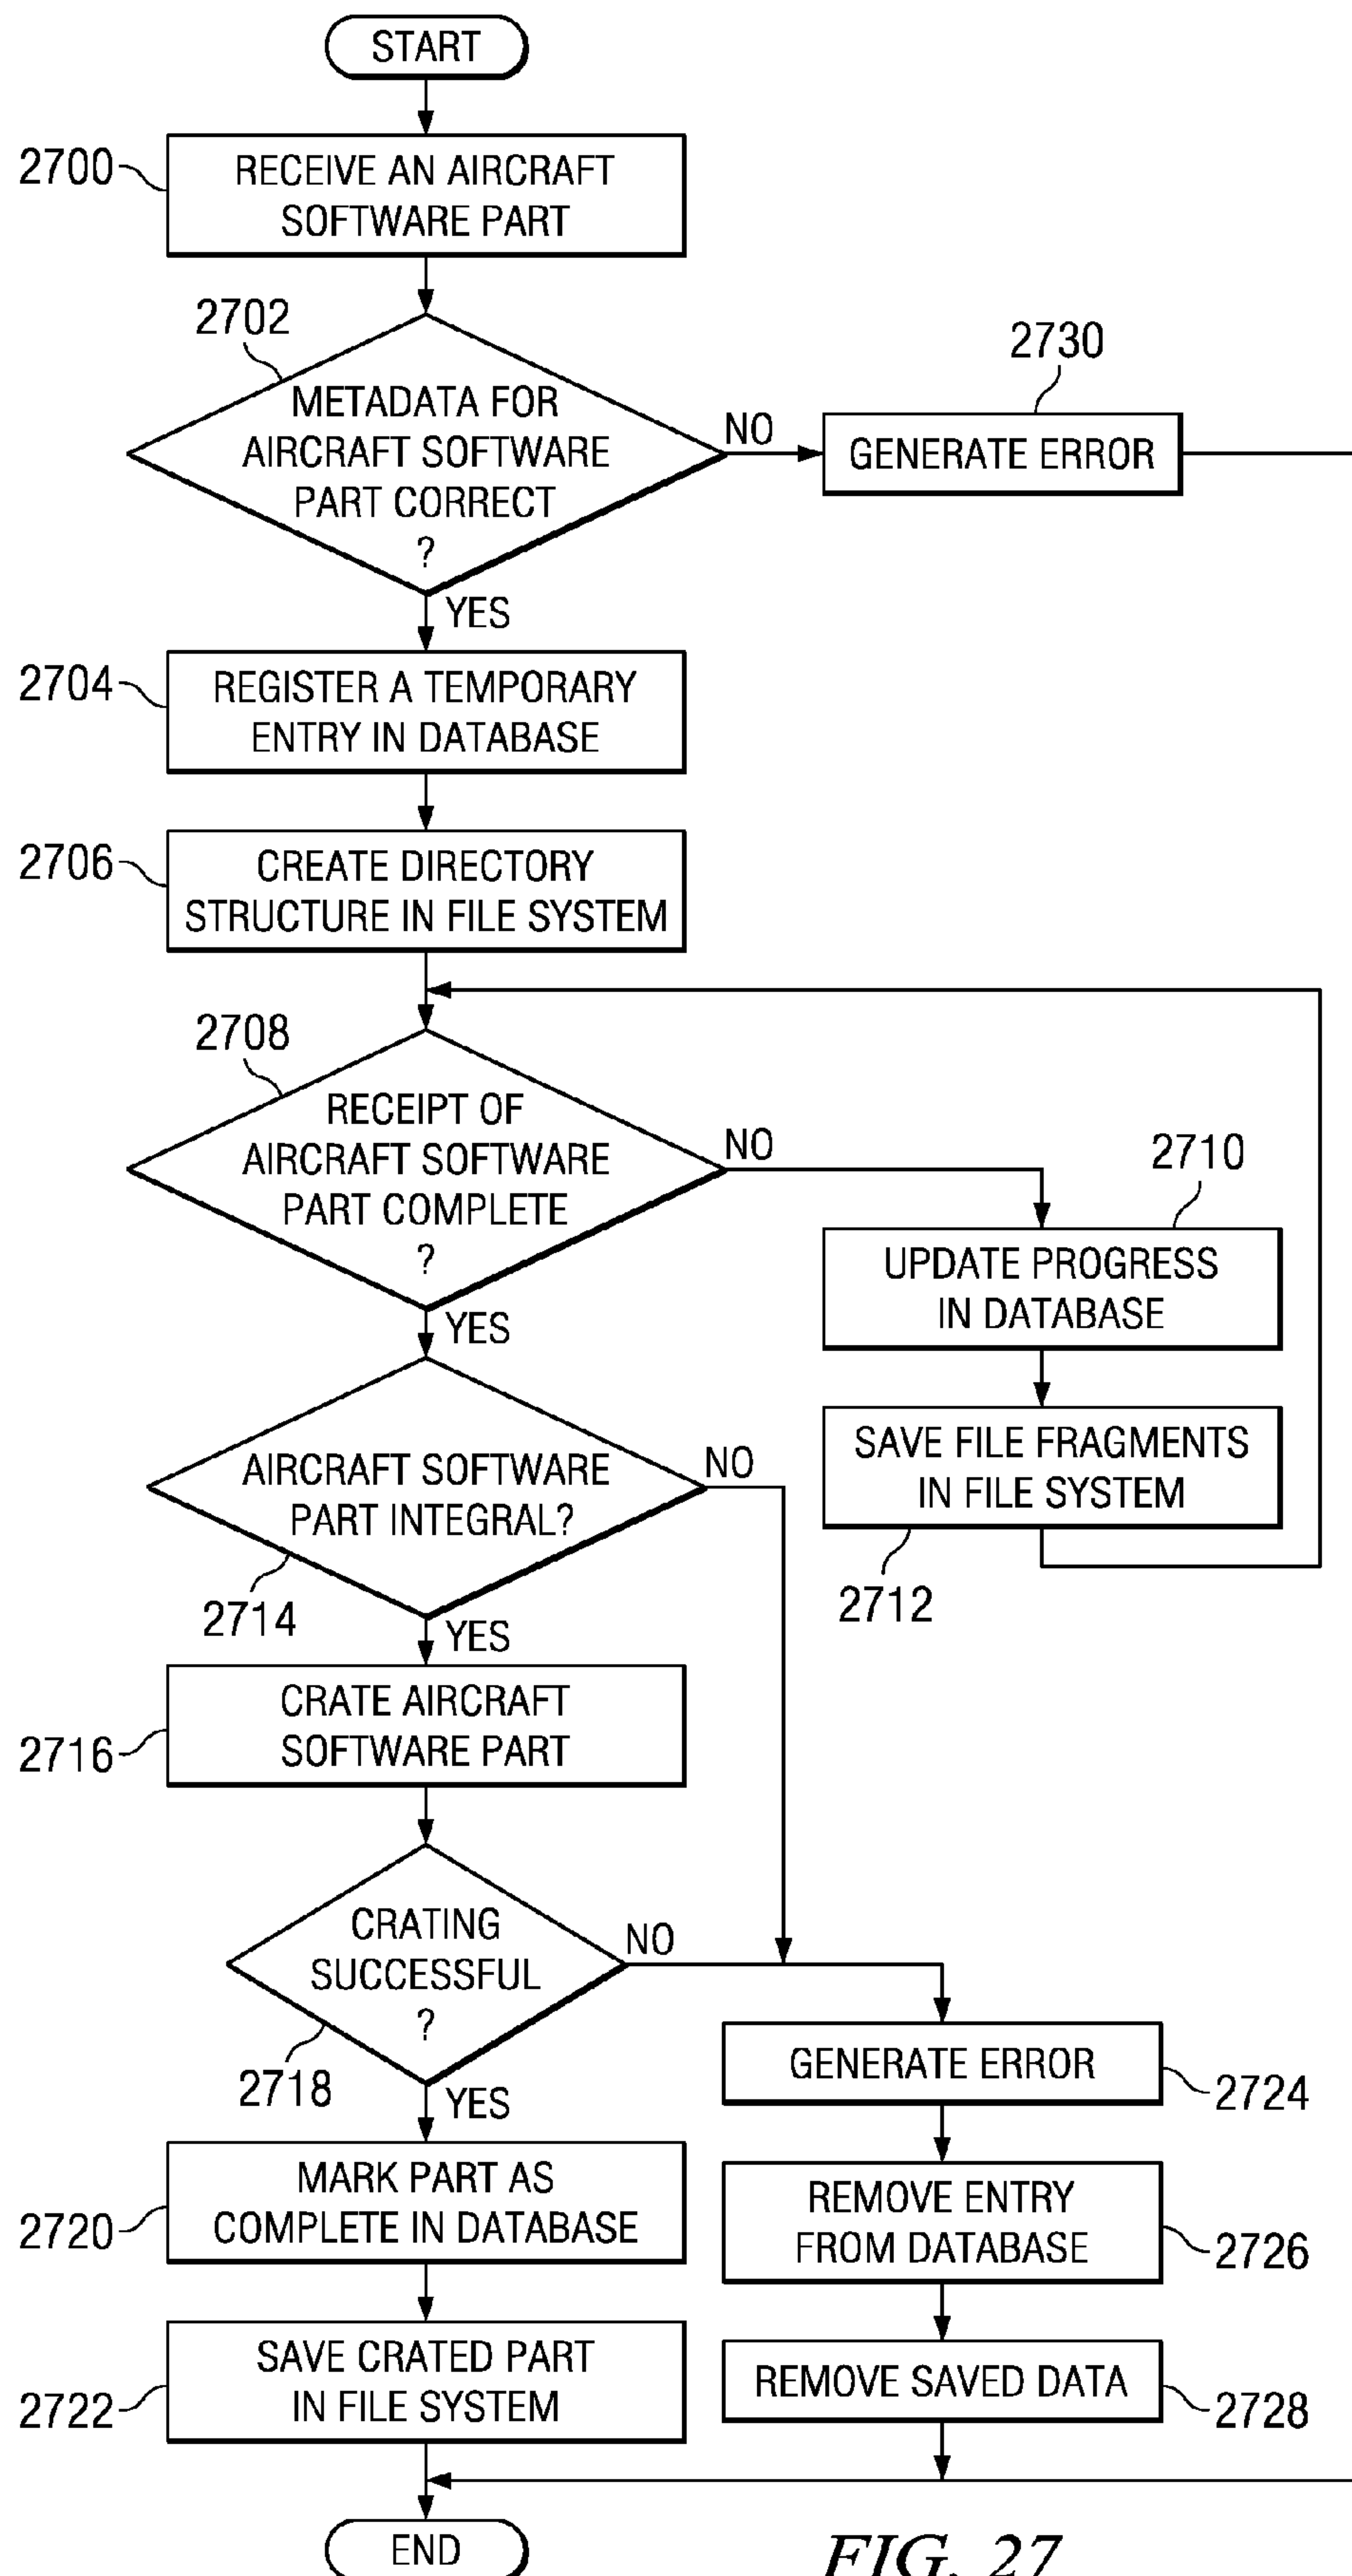 START
2700
RECEIVE AN AIRCRAFT
SOFTWARE PART
2702
METADATA FOR
AIRCRAFT SOFTWARE
PART CORRECT
?
NO
2730
GENERATE ERROR
YES
2704
REGISTER A TEMPORARY
ENTRY IN DATABASE
2706
CREATE DIRECTORY
STRUCTURE IN FILE SYSTEM
2708
RECEIPT OF
AIRCRAFT SOFTWARE
PART COMPLETE
?
NO
2710
UPDATE PROGRESS
IN DATABASE
SAVE FILE FRAGMENTS
IN FILE SYSTEM
2712
YES
AIRCRAFT SOFTWARE
PART INTEGRAL?
NO
2714
YES
2716
CRATE AIRCRAFT
SOFTWARE PART
CRATING
SUCCESSFUL
?
NO
2718
YES
2720
MARK PART AS
COMPLETE IN DATABASE
2722
SAVE CRATED PART
IN FILE SYSTEM
GENERATE ERROR
2724
REMOVE ENTRY
FROM DATABASE
2726
REMOVE SAVED DATA
2728
END
FIG. 27